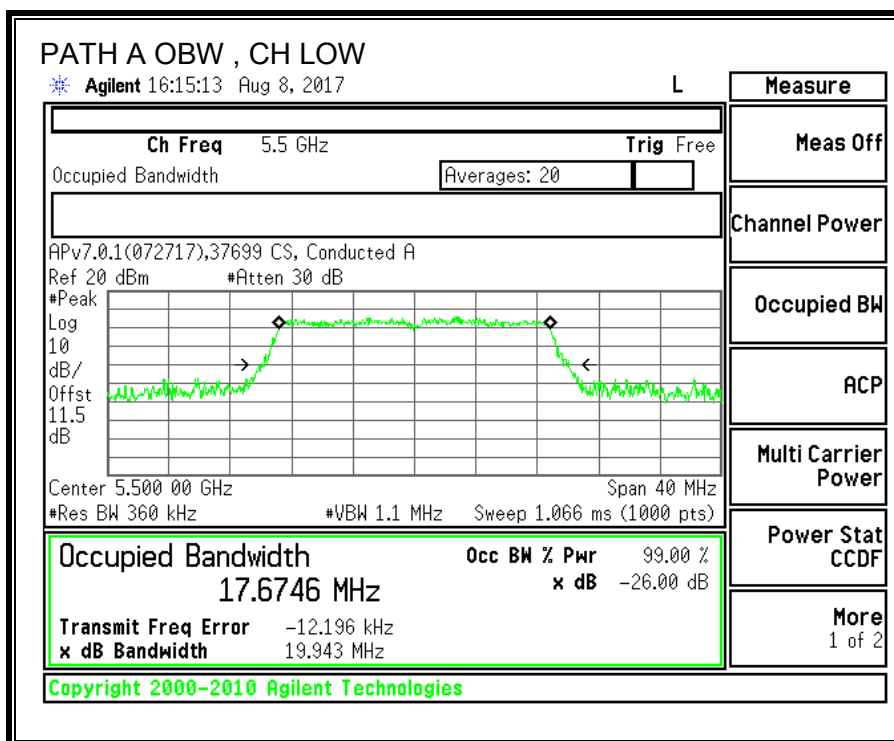 PATH A OBW , CH LOW
Agilent 16:15:13 Aug 8, 2017 L
Measure
Ch Freq 5.5 GHz Trig Free
Occupied Bandwidth Averages: 20
APv7.0.1(072717),37699 CS, Conducted A
Ref 20 dBm #Atten 30 dB
#Peak
Log
10
dB/
Offst
11.5
dB
Center 5.500 00 GHz Span 40 MHz
#Res BW 360 kHz #VBW 1.1 MHz Sweep 1.066 ms (1000 pts)
Occupied Bandwidth Occ BW % Pwr 99.00 %
17.6746 MHz x dB -26.00 dB
Transmit Freq Error -12.196 kHz
x dB Bandwidth 19.943 MHz
Copyright 2000-2010 Agilent Technologies
Meas Off
Channel Power
Occupied BW
ACP
Multi Carrier
Power
Power Stat
CCDF
More
1 of 2